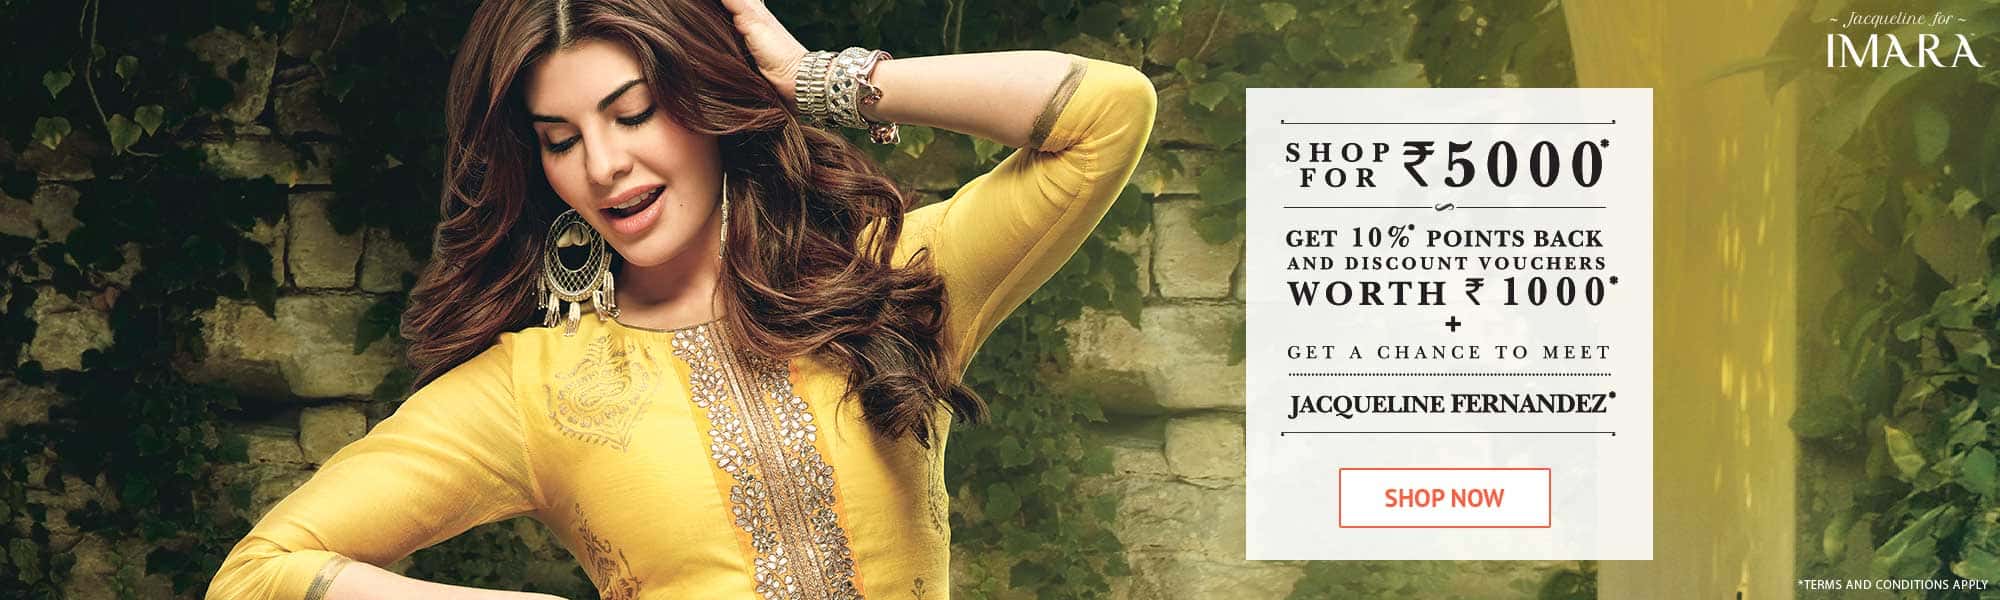 ~ Jacqueline for ~
IMARA
SHOP FOR ₹5000*
GET 10%* POINTS BACK
AND DISCOUNT VOUCHERS
WORTH ₹ 1000*
+
GET A CHANCE TO MEET
JACQUELINE FERNANDEZ*
SHOP NOW
*TERMS AND CONDITIONS APPLY